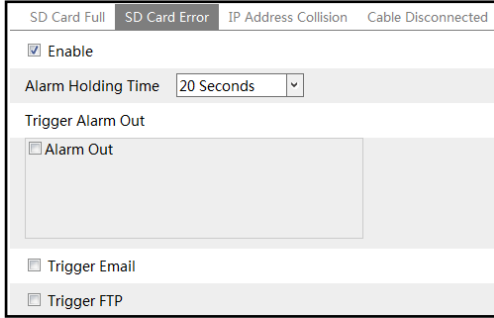 SD Card Full SD Card Error IP Address Collision Cable Disconnected
Enable
Alarm Holding Time 20 Seconds
Trigger Alarm Out
Alarm Out
Trigger Email
Trigger FTP